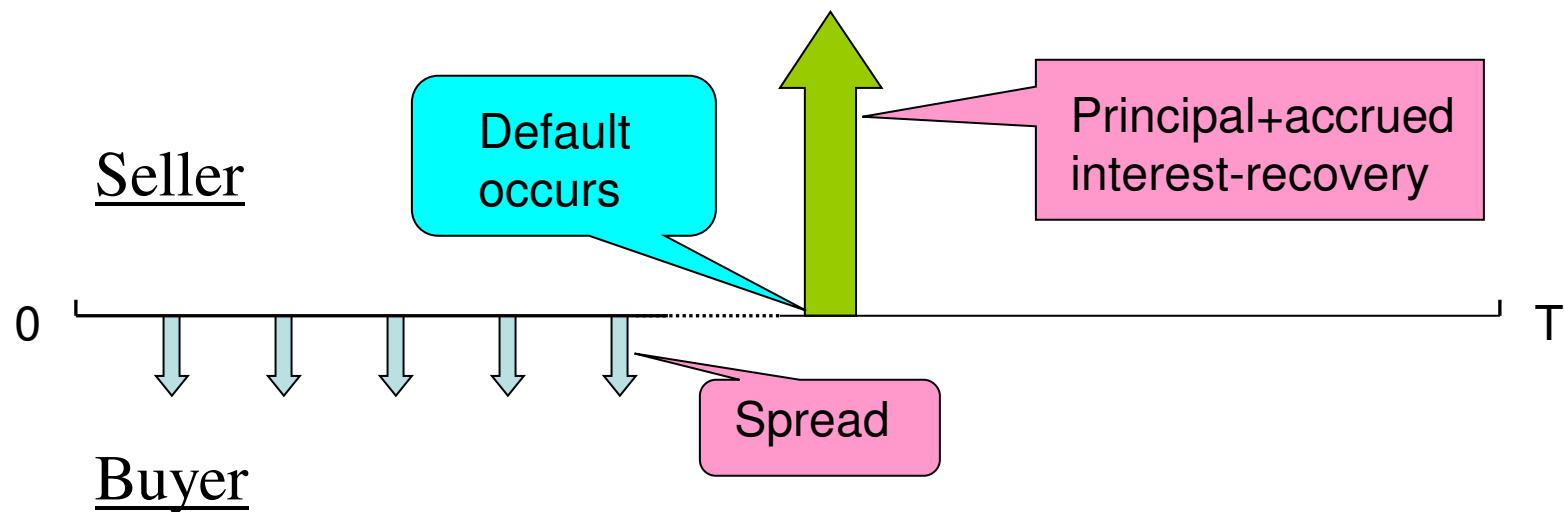 Default
occurs
Principal+accrued
interest-recovery
Seller
0
T
Spread
Buyer